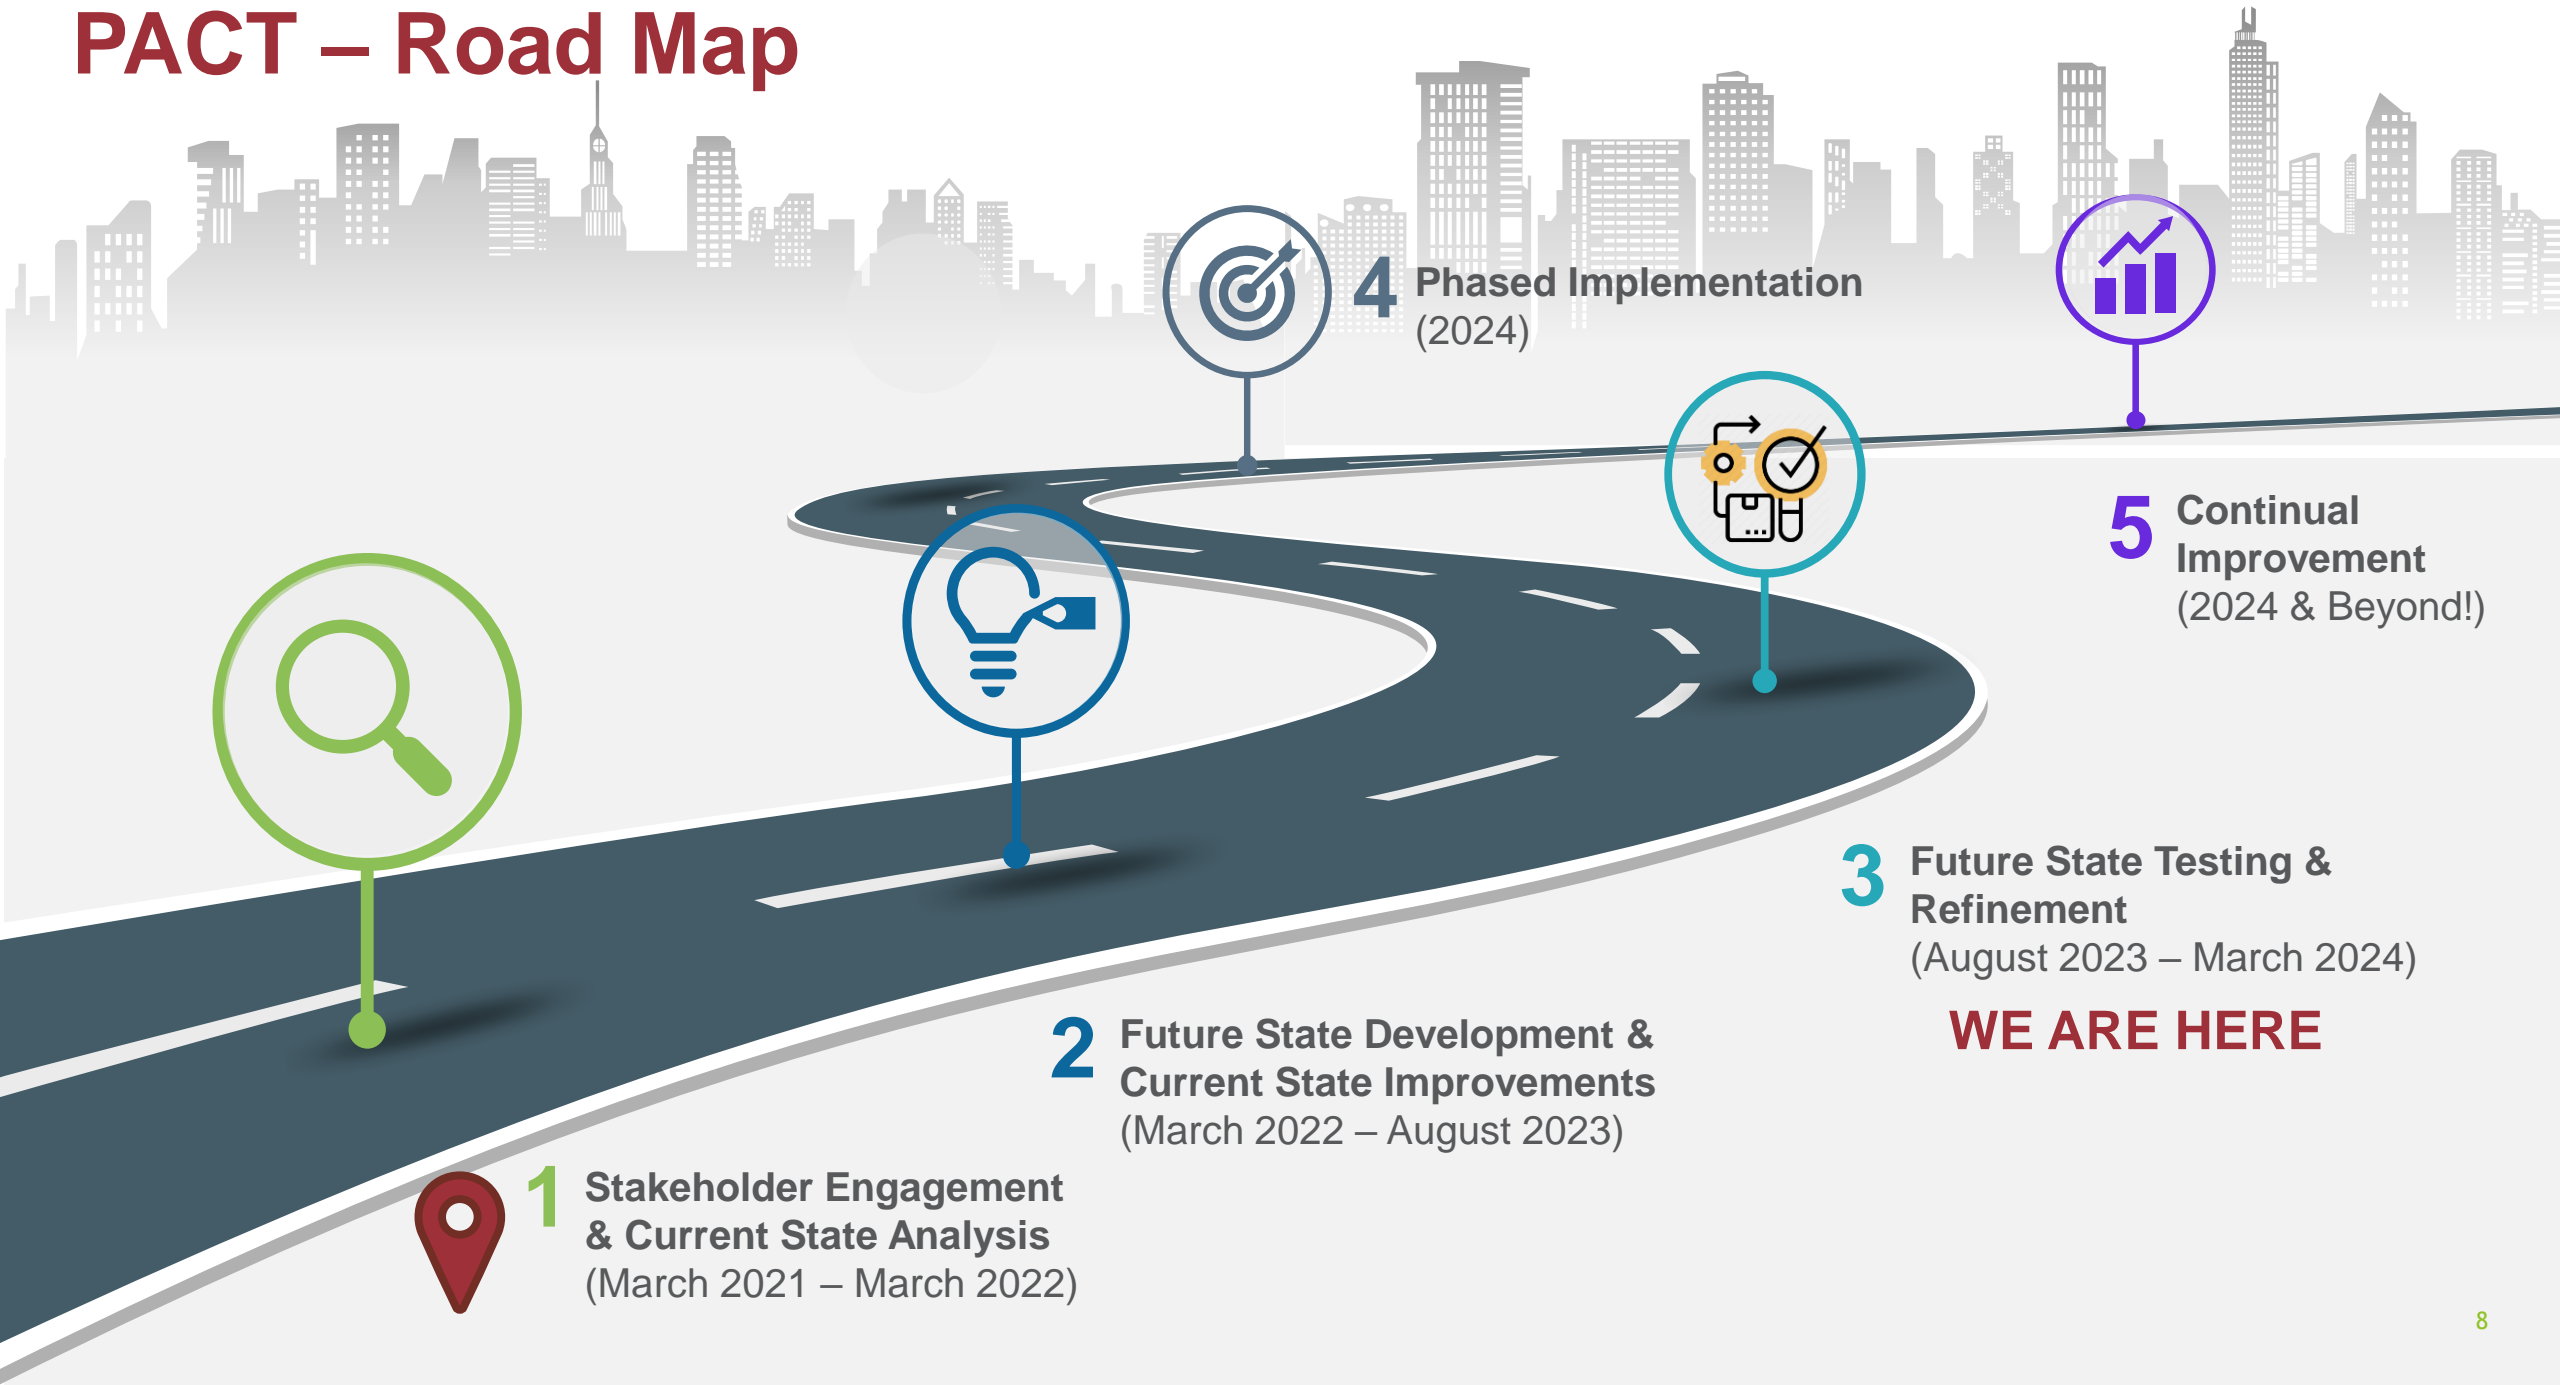 PACT – Road Map
4
Phased Implementation
(2024)
5
Continual
Improvement
(2024 & Beyond!)
3
Future State Testing &
Refinement
(August 2023 – March 2024)
WE ARE HERE
2
Future State Development &
Current State Improvements
(March 2022 – August 2023)
1
Stakeholder Engagement
& Current State Analysis
(March 2021 – March 2022)
8